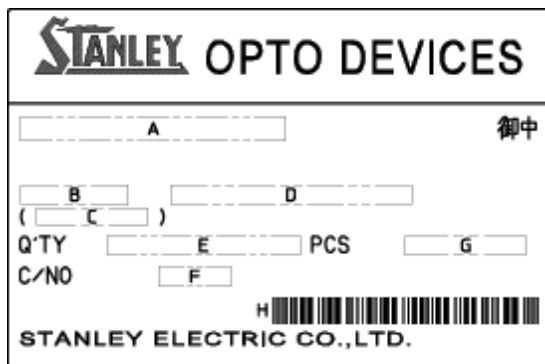 STANLEY OPTO DEVICES
A 御中
B D
( C )
Q'TY E PCS G
C/NO F
H
STANLEY ELECTRIC CO.,LTD.